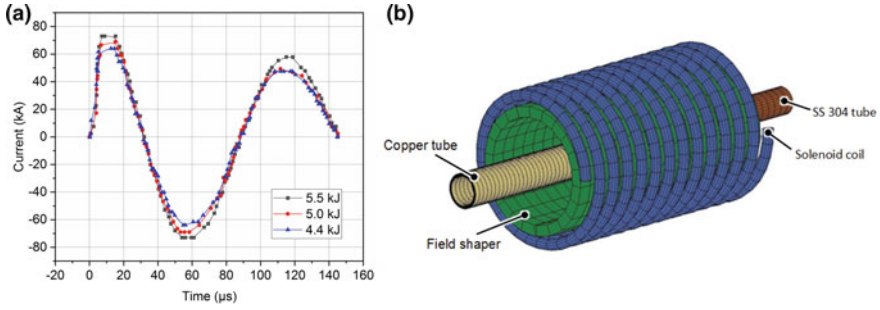 (a)
80
60
40
20
0
-20
-40
-60
-80
Current (kA)
5.5 kJ
5.0 kJ
4.4 kJ
-20 0 20 40 60 80 100 120 140 160
Time (µs)
(b)
SS 304 tube
Solenoid coil
Copper tube
Field shaper